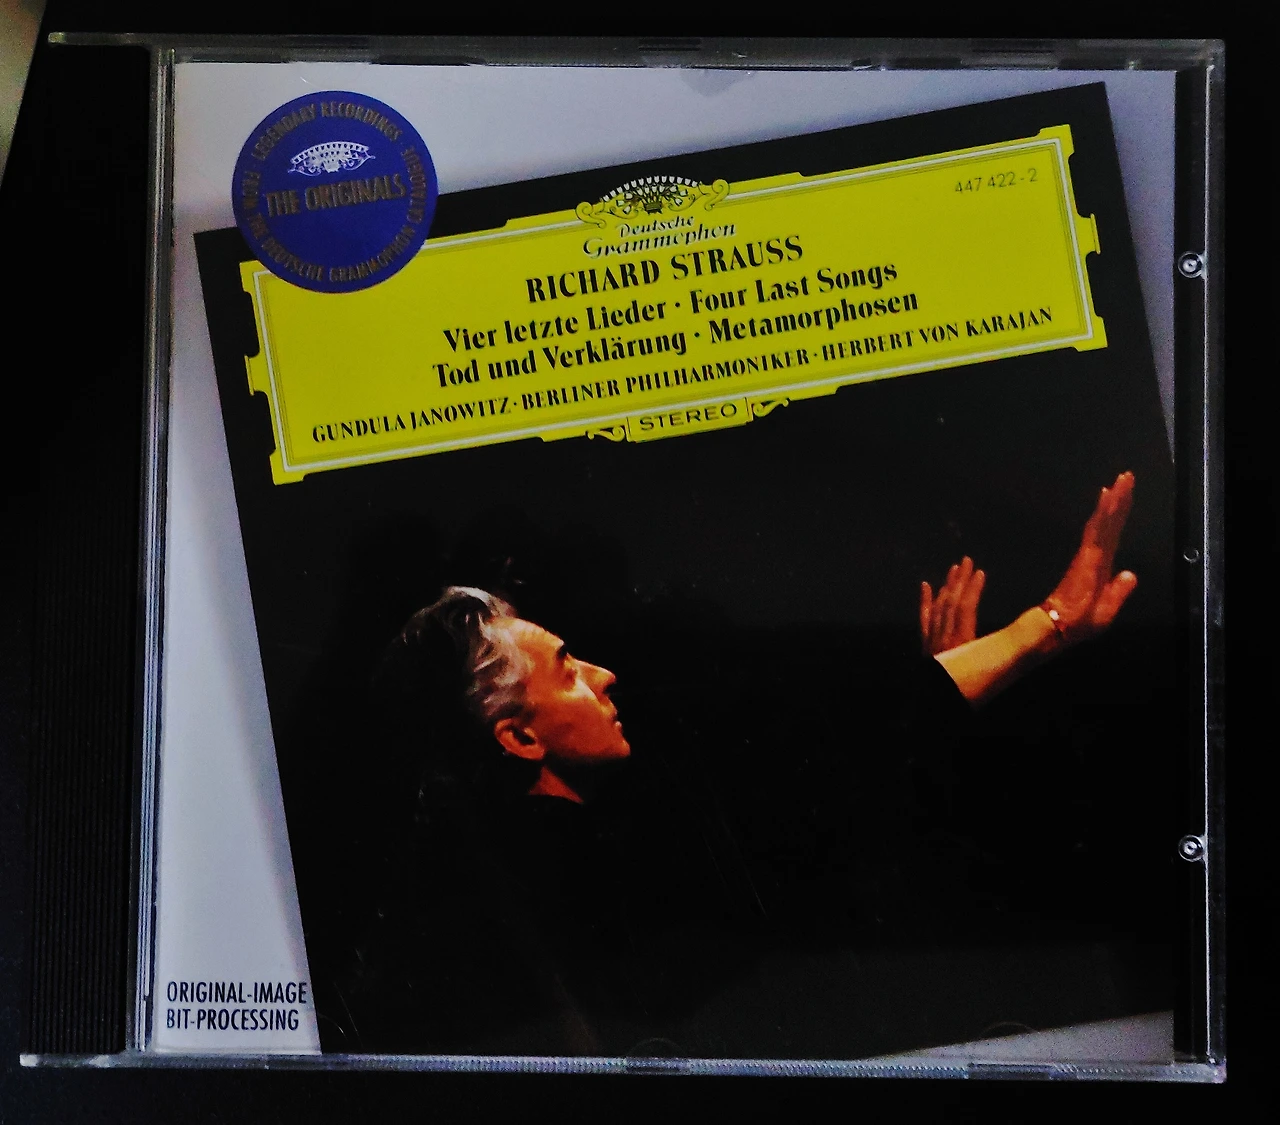 LEGENDARY RECORDINGS
THE ORIGINALS
FROM THE DEUTSCHE GRAMMOPHON CATALOGUE
447 422-2
Deutsche
Grammophon
RICHARD STRAUSS
Vier letzte Lieder · Four Last Songs
Tod und Verklärung · Metamorphosen
GUNDULA JANOWITZ · BERLINER PHILHARMONIKER · HERBERT VON KARAJAN
STEREO
ORIGINAL-IMAGE
BIT-PROCESSING